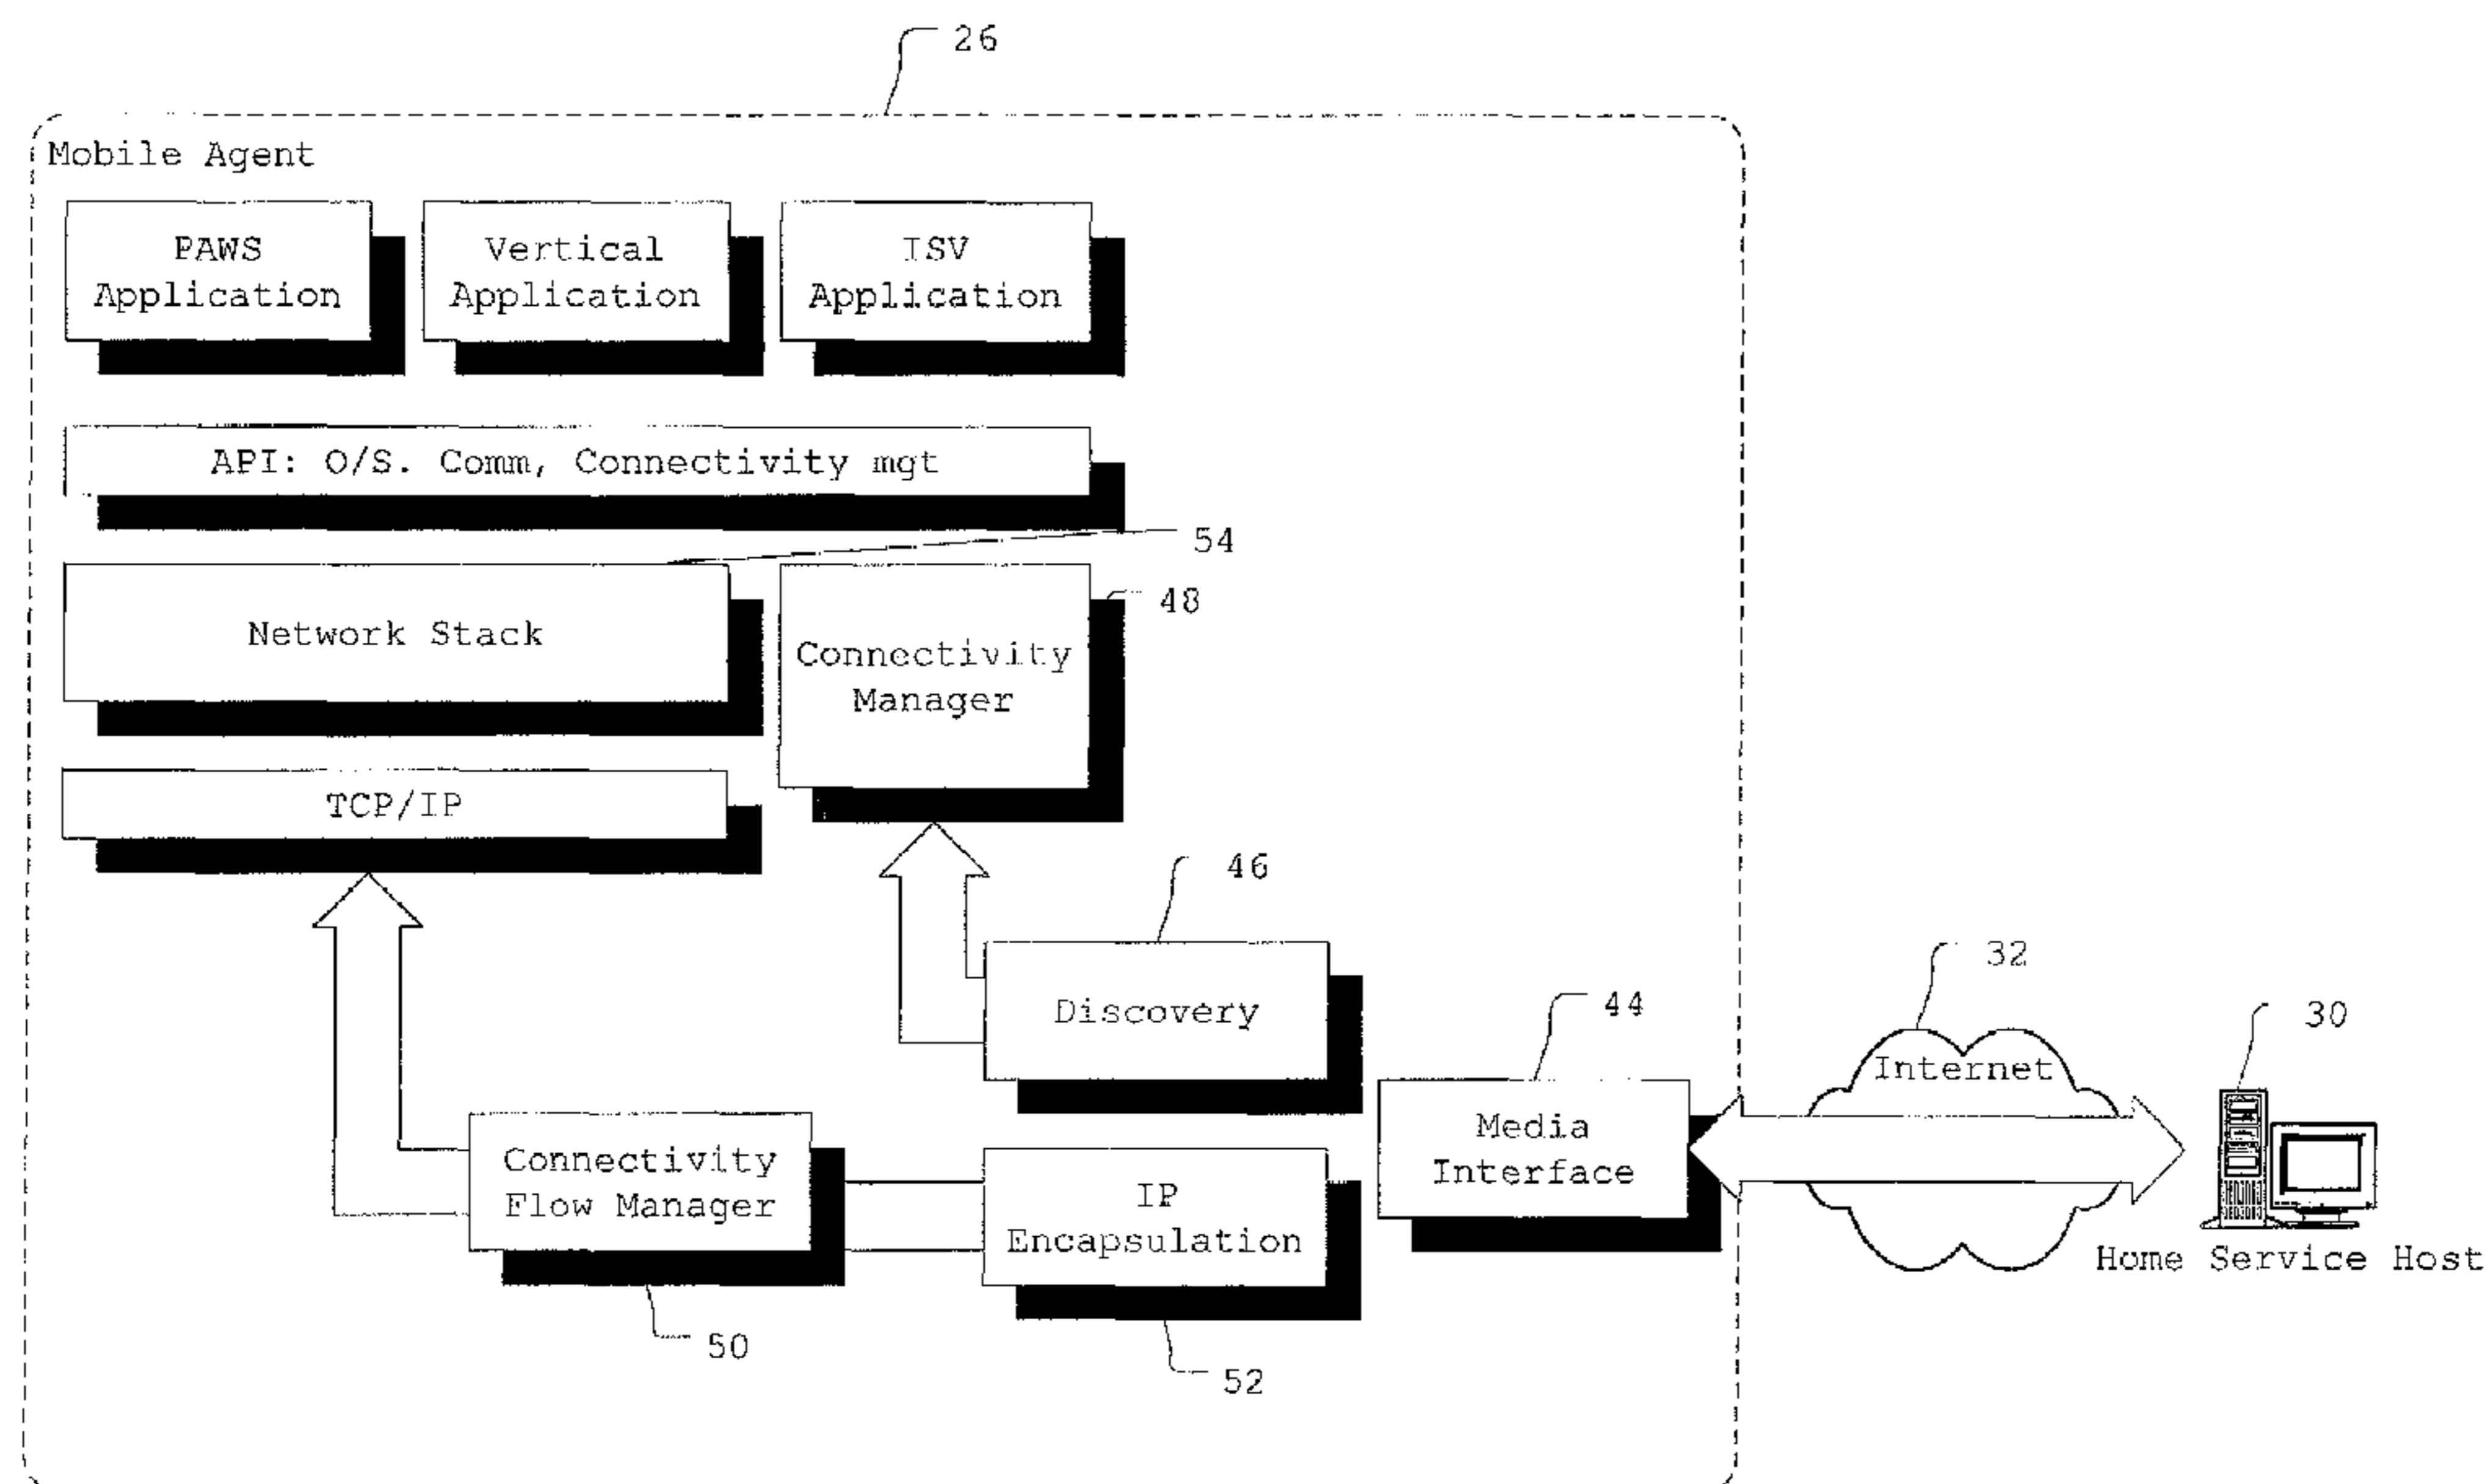 26
Mobile Agent
PAWS
Application
Vertical
Application
ISV
Application
API: O/S. Comm, Connectivity mgt
54
Network Stack
48
Connectivity
Manager
TCP/IP
46
Discovery
32
Internet
44
30
Media
Interface
Connectivity
Flow Manager
IP
Encapsulation
Home Service Host
50
52